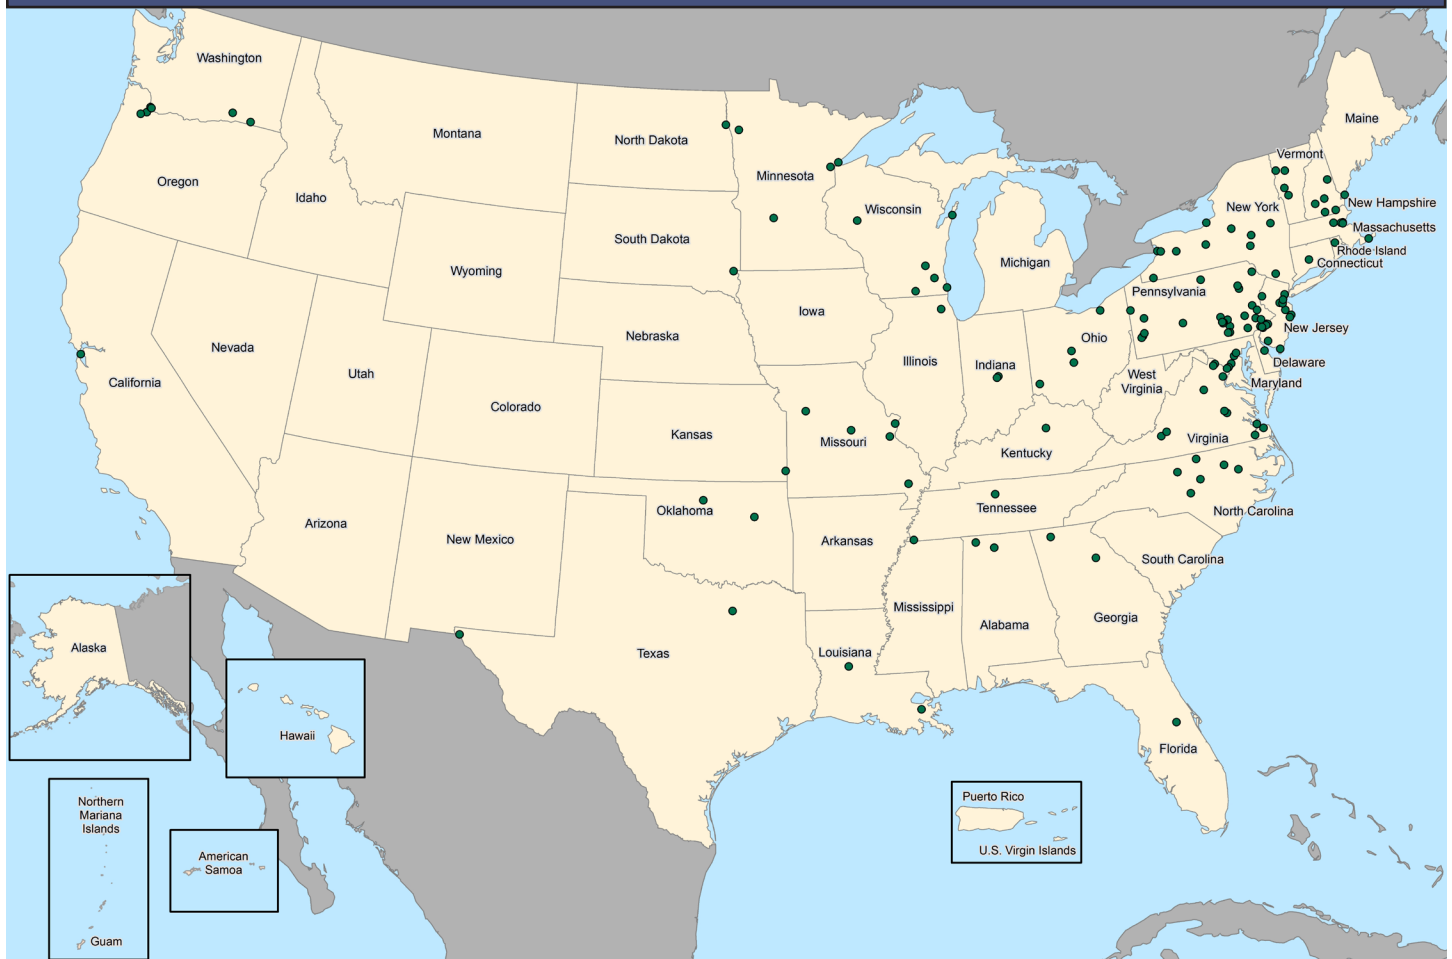 Washington
Montana
North Dakota
Minnesota
Maine
Vermont
Oregon
Idaho
Wisconsin
New York
New Hampshire
Massachusetts
South Dakota
Wyoming
Michigan
Rhode Island
Connecticut
Pennsylvania
Iowa
Nebraska
Nevada
Ohio
New Jersey
Illinois
Indiana
Delaware
Utah
California
West
Virginia
Maryland
Colorado
Kansas
Missouri
Virginia
Kentucky
Oklahoma
Tennessee
North Carolina
Arizona
New Mexico
Arkansas
South Carolina
Mississippi
Alabama
Georgia
Alaska
Texas
Louisiana
Hawaii
Florida
Northern
Mariana
Islands
Puerto Rico
U.S. Virgin Islands
American
Samoa
Guam